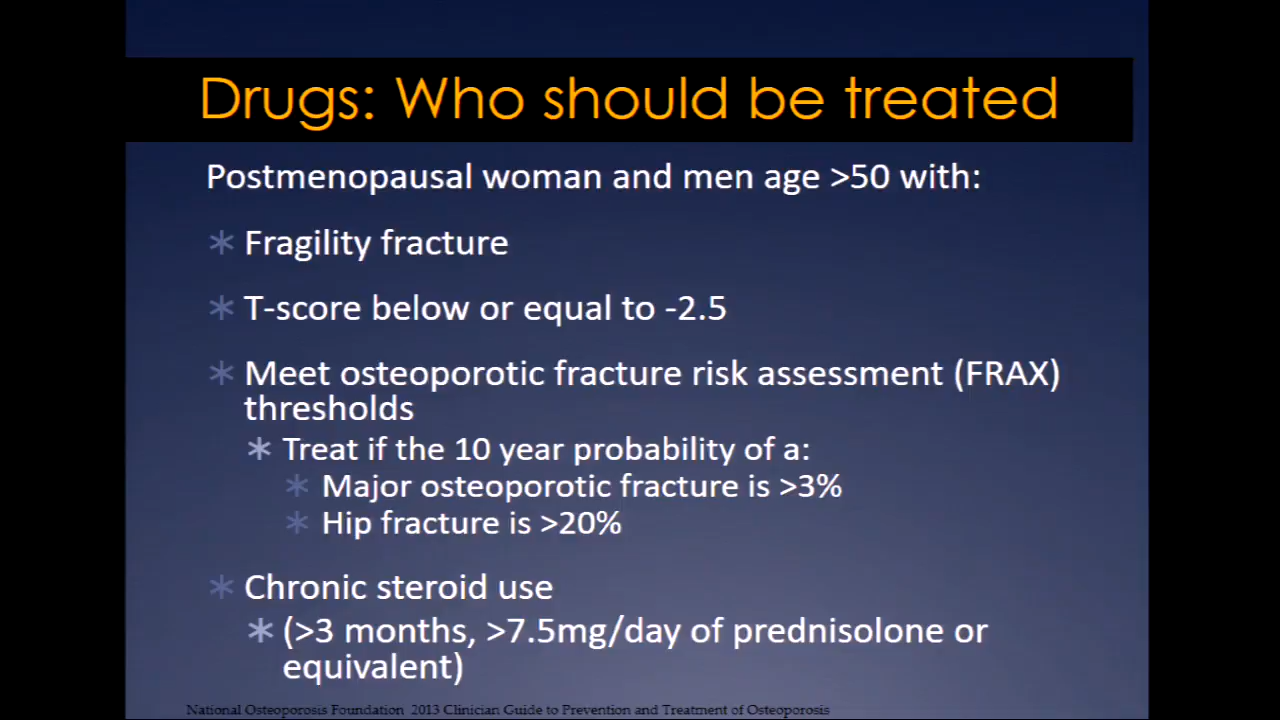 Drugs: Who should be treated
Postmenopausal woman and men age >50 with:
* Fragility fracture
* T-score below or equal to -2.5
* Meet osteoporotic fracture risk assessment (FRAX)
thresholds
* Treat if the 10 year probability of a:
* Major osteoporotic fracture is >3%
* Hip fracture is >20%
* Chronic steroid use
* (>3 months, >7.5mg/day of prednisolone or
equivalent)
National Osteoporosis Foundation 2013 Clinician Guide to Prevention and Treatment of Osteoporosis